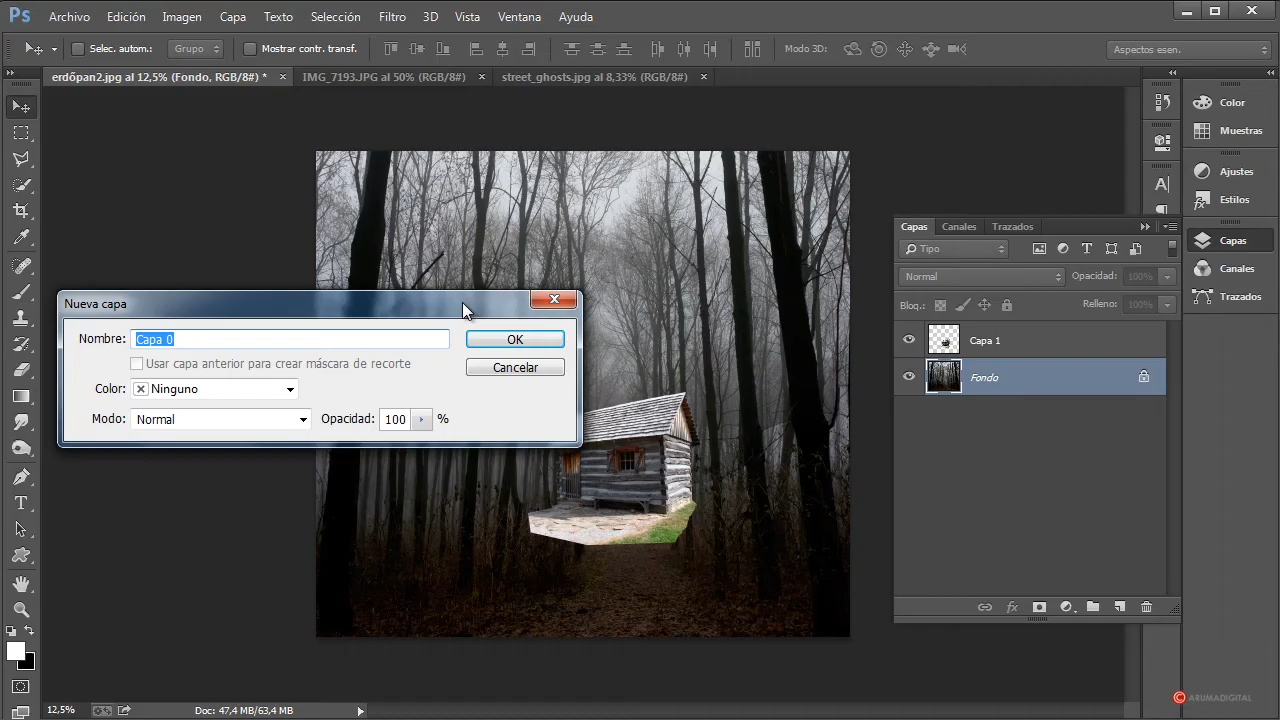 Ps Archivo Edición Imagen Capa Texto Selección Filtro 3D Vista Ventana Ayuda
Selec. autom.: Grupo Mostrar contr. transf. Modo 3D: Aspectos esen.
erdőpan2.jpg al 12,5% (Fondo, RGB/8#) * IMG_7193.JPG al 50% (RGB/8#) street_ghosts.jpg al 8,33% (RGB/8#)
Color
Muestras
Ajustes
Estilos
Capas
Canales
Trazados
Capas Canales Trazados
Tipo
Normal Opacidad: 100%
Bloq.: Relleno: 100%
Capa 1
Fondo
fx
Nueva capa
Nombre: Capa 0 OK
Usar capa anterior para crear máscara de recorte Cancelar
Color: Ninguno
Modo: Normal Opacidad: 100 %
12,5% Doc: 47,4 MB/63,4 MB
© ARUMADIGITAL